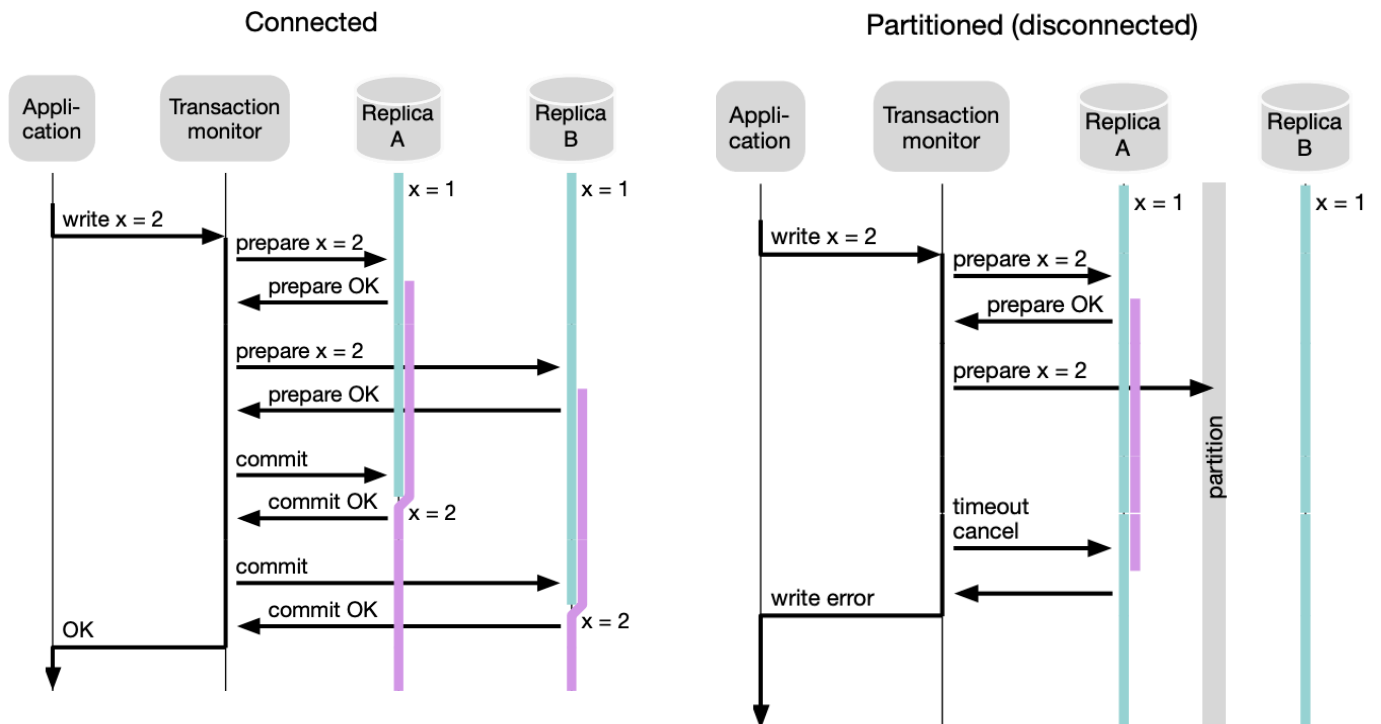 Connected
Appli-
cation
Transaction
monitor
Replica
A
Replica
B
x = 1
x = 1
write x = 2
prepare x = 2
prepare OK
prepare x = 2
prepare OK
commit
commit OK
x = 2
commit
commit OK
x = 2
OK
Partitioned (disconnected)
Appli-
cation
Transaction
monitor
Replica
A
Replica
B
x = 1
x = 1
write x = 2
prepare x = 2
prepare OK
prepare x = 2
partition
timeout
cancel
write error